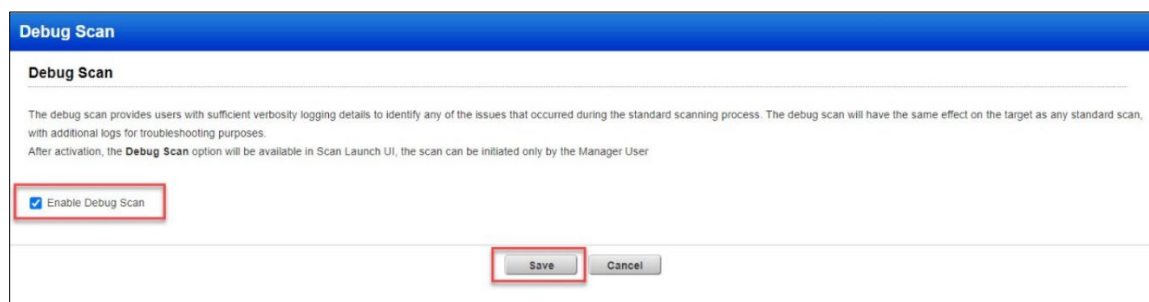 Debug Scan
Debug Scan
The debug scan provides users with sufficient verbosity logging details to identify any of the issues that occurred during the standard scanning process. The debug scan will have the same effect on the target as any standard scan,
with additional logs for troubleshooting purposes.
After activation, the Debug Scan option will be available in Scan Launch UI, the scan can be initiated only by the Manager User
Enable Debug Scan
Save Cancel